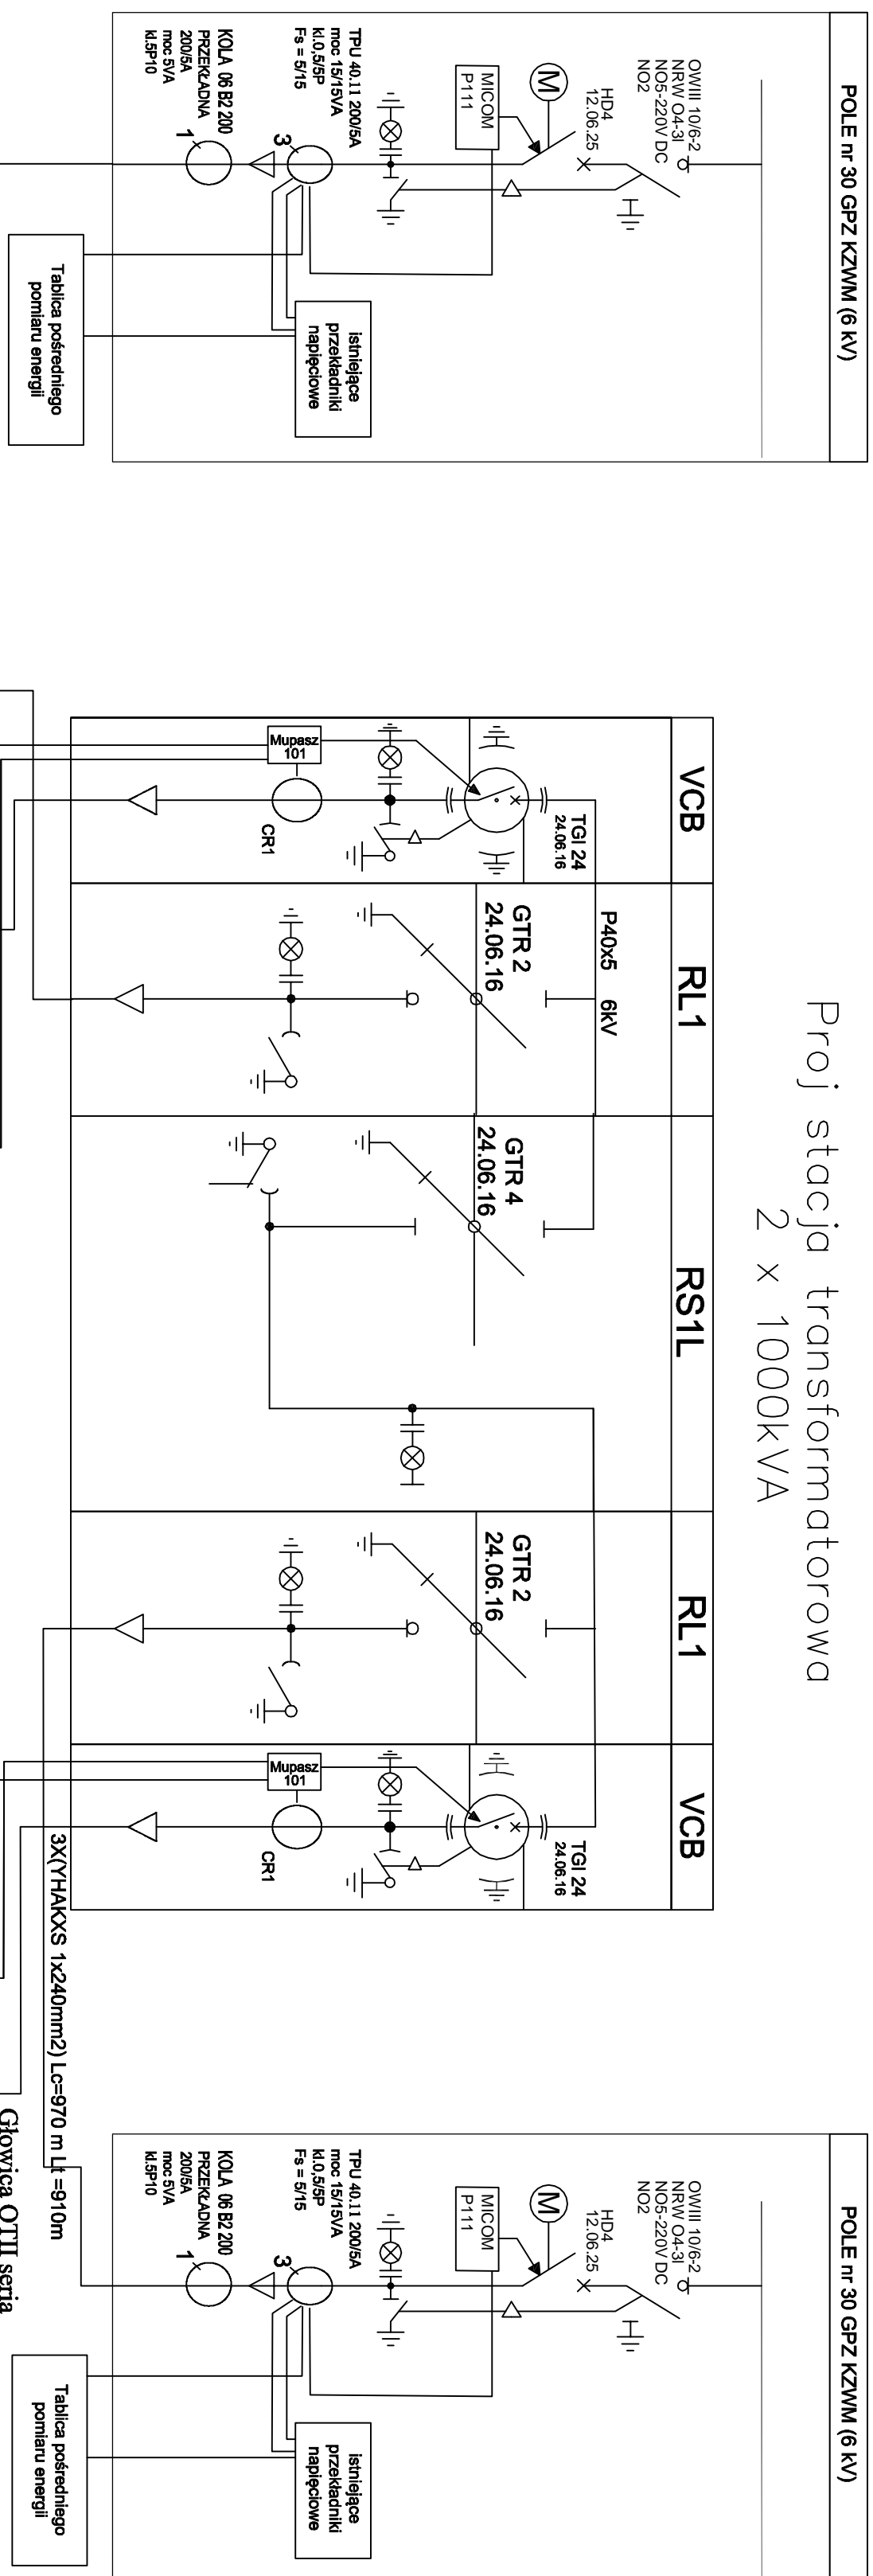 POLE nr 30 GPZ KZWM (6 kV)
OWIII 10/6-2
NRW O4-3I
NO5-220V DC
NO2
HD4
12.06.25
M
MICOM
P111
TPU 40.11 200/5A
moc 15/15VA
kl.0,5/5P
Fs = 5/15
3
KOLA 06 B2 200
PRZEKŁADNA
200/5A
moc 5VA
kl.5P10
1
istniejące
przekładniki
napięciowe
Tablica pośredniego
pomiaru energii
Proj stacja transformatorowa
2 x 1000kVA
VCB
TGI 24
24.06.16
Mupasz
101
CR1
RL1
P40x5 6kV
GTR 2
24.06.16
RS1L
GTR 4
24.06.16
RL1
GTR 2
24.06.16
VCB
TGI 24
24.06.16
Mupasz
101
CR1
3X(YHAKXS 1x240mm2) Lc=970 m Lt =910m
Głowica OTII seria
POLE nr 30 GPZ KZWM (6 kV)
OWIII 10/6-2
NRW O4-3I
NO5-220V DC
NO2
HD4
12.06.25
M
MICOM
P111
TPU 40.11 200/5A
moc 15/15VA
kl.0,5/5P
Fs = 5/15
3
KOLA 06 B2 200
PRZEKŁADNA
200/5A
moc 5VA
kl.5P10
1
istniejące
przekładniki
napięciowe
Tablica pośredniego
pomiaru energii